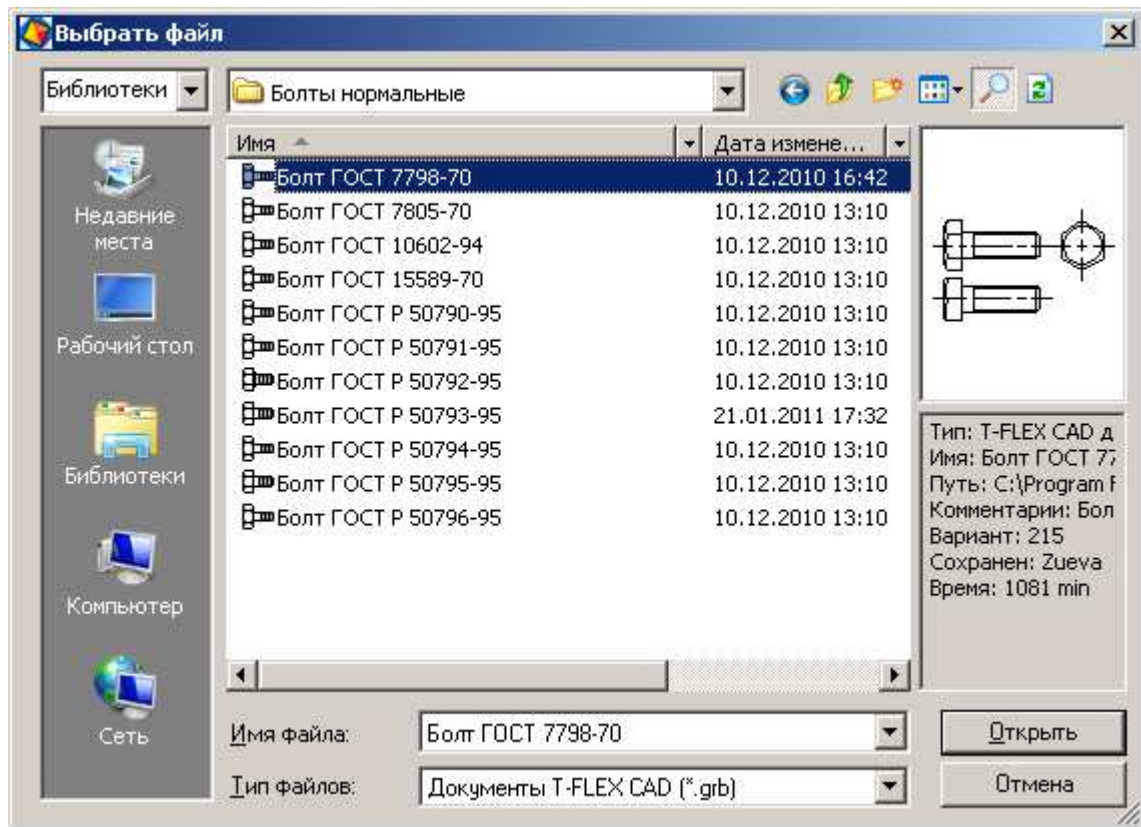 Выбрать файл
Библиотеки
Болты нормальные
Имя
Дата измене...
Болт ГОСТ 7798-70 10.12.2010 16:42
Болт ГОСТ 7805-70 10.12.2010 13:10
Болт ГОСТ 10602-94 10.12.2010 13:10
Болт ГОСТ 15589-70 10.12.2010 13:10
Болт ГОСТ Р 50790-95 10.12.2010 13:10
Болт ГОСТ Р 50791-95 10.12.2010 13:10
Болт ГОСТ Р 50792-95 10.12.2010 13:10
Болт ГОСТ Р 50793-95 21.01.2011 17:32
Болт ГОСТ Р 50794-95 10.12.2010 13:10
Болт ГОСТ Р 50795-95 10.12.2010 13:10
Болт ГОСТ Р 50796-95 10.12.2010 13:10
Недавние
места
Рабочий стол
Библиотеки
Компьютер
Сеть
Тип: T-FLEX CAD д
Имя: Болт ГОСТ 77
Путь: C:\Program F
Комментарии: Бол
Вариант: 215
Сохранен: Zueva
Время: 1081 min
Имя файла:
Болт ГОСТ 7798-70
Открыть
Тип файлов:
Документы T-FLEX CAD (*.grb)
Отмена